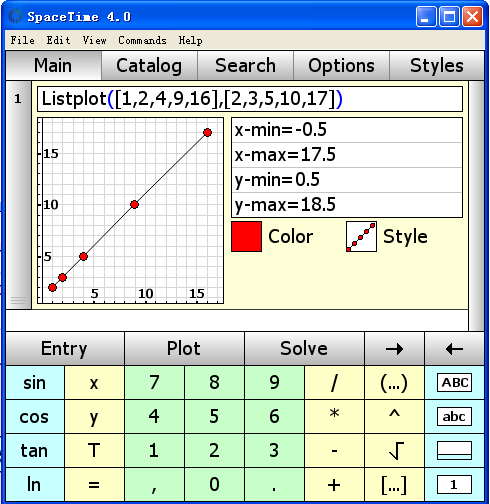 SpaceTime 4.0
File Edit View Commands Help
Main Catalog Search Options Styles
1 Listplot([1,2,4,9,16],[2,3,5,10,17])
x-min=-0.5
x-max=17.5
y-min=0.5
y-max=18.5
Color Style
15
10
5
5 10 15
Entry Plot Solve → ←
sin x 7 8 9 / (...) ABC
cos y 4 5 6 * ^ abc
tan T 1 2 3 - √
ln = , 0 . + [...] 1